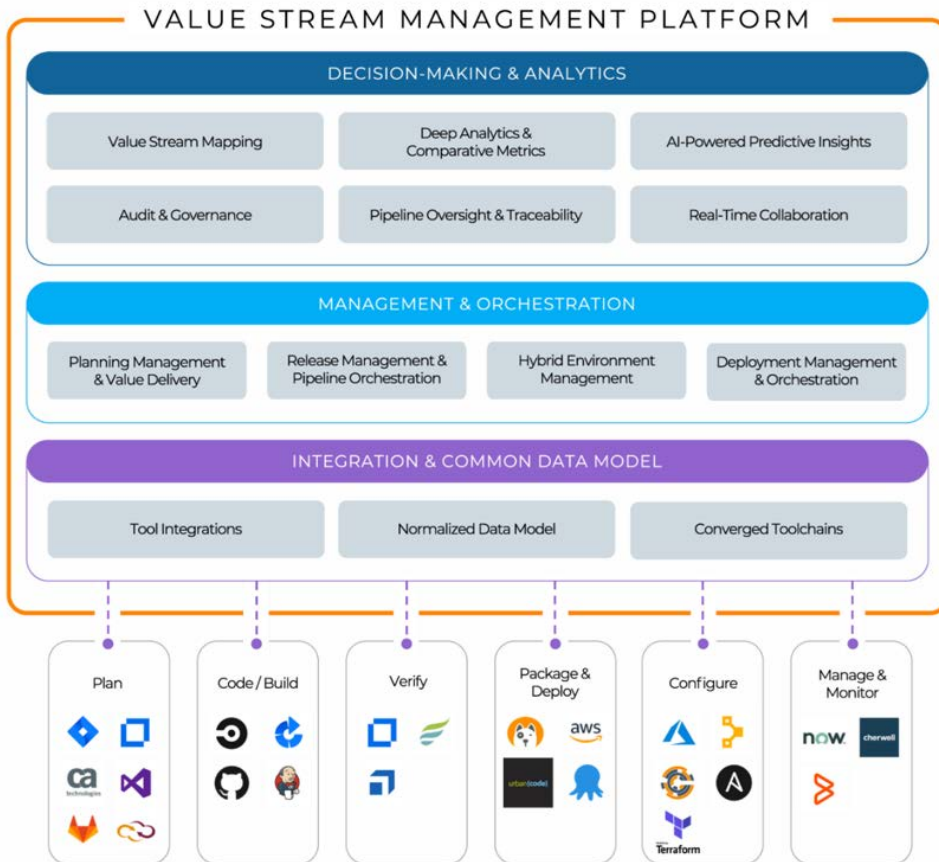 VALUE STREAM MANAGEMENT PLATFORM
DECISION-MAKING & ANALYTICS
Value Stream Mapping
Deep Analytics &
Comparative Metrics
AI-Powered Predictive Insights
Audit & Governance
Pipeline Oversight & Traceability
Real-Time Collaboration
MANAGEMENT & ORCHESTRATION
Planning Management
& Value Delivery
Release Management &
Pipeline Orchestration
Hybrid Environment
Management
Deployment Management
& Orchestration
INTEGRATION & COMMON DATA MODEL
Tool Integrations
Normalized Data Model
Converged Toolchains
Plan
ca
technologies
Code / Build
Verify
Package &
Deploy
aws
urban{code}
Configure
A
Terraform
Manage &
Monitor
now
cherwell